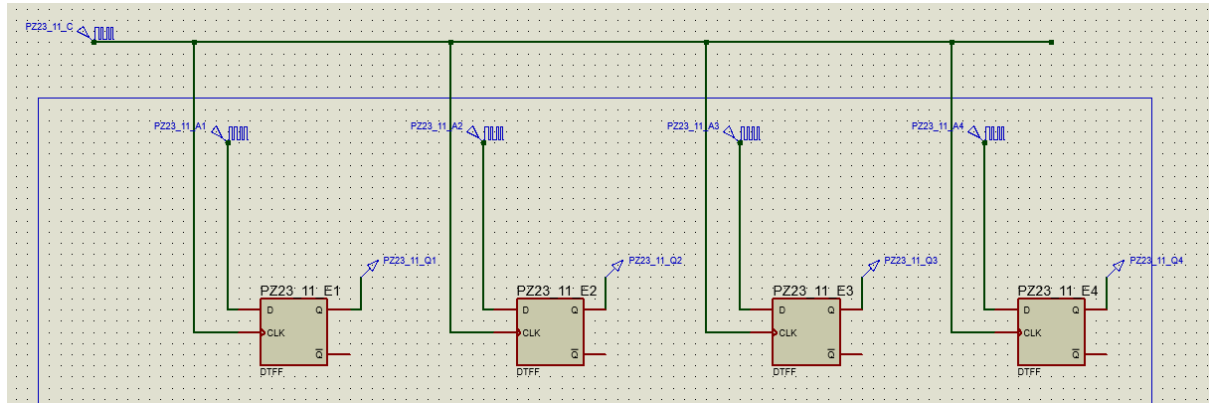 PZ23_11_C
PZ23_11_A1
PZ23_11_A2
PZ23_11_A3
PZ23_11_A4
PZ23_11_Q1
PZ23_11_Q2
PZ23_11_Q3
PZ23_11_Q4
PZ23_11_E1
PZ23_11_E2
PZ23_11_E3
PZ23_11_E4
D Q
D Q
D Q
D Q
CLK
CLK
CLK
CLK
Q̅
Q̅
Q̅
Q̅
DTFF
DTFF
DTFF
DTFF